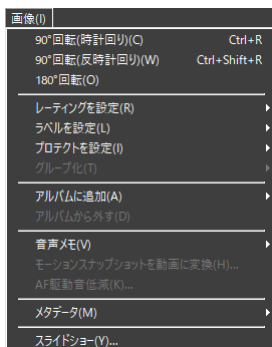 画像(I)
90°回転(時計回り)(C) Ctrl+R
90°回転(反時計回り)(W) Ctrl+Shift+R
180°回転(O)
レーティングを設定(R)
ラベルを設定(L)
プロテクトを設定(I)
グループ化(T)
アルバムに追加(A)
アルバムから外す(D)
音声メモ(V)
モーションスナップショットを動画に変換(H)...
AF駆動音低減(K)...
メタデータ(M)
スライドショー(Y)...